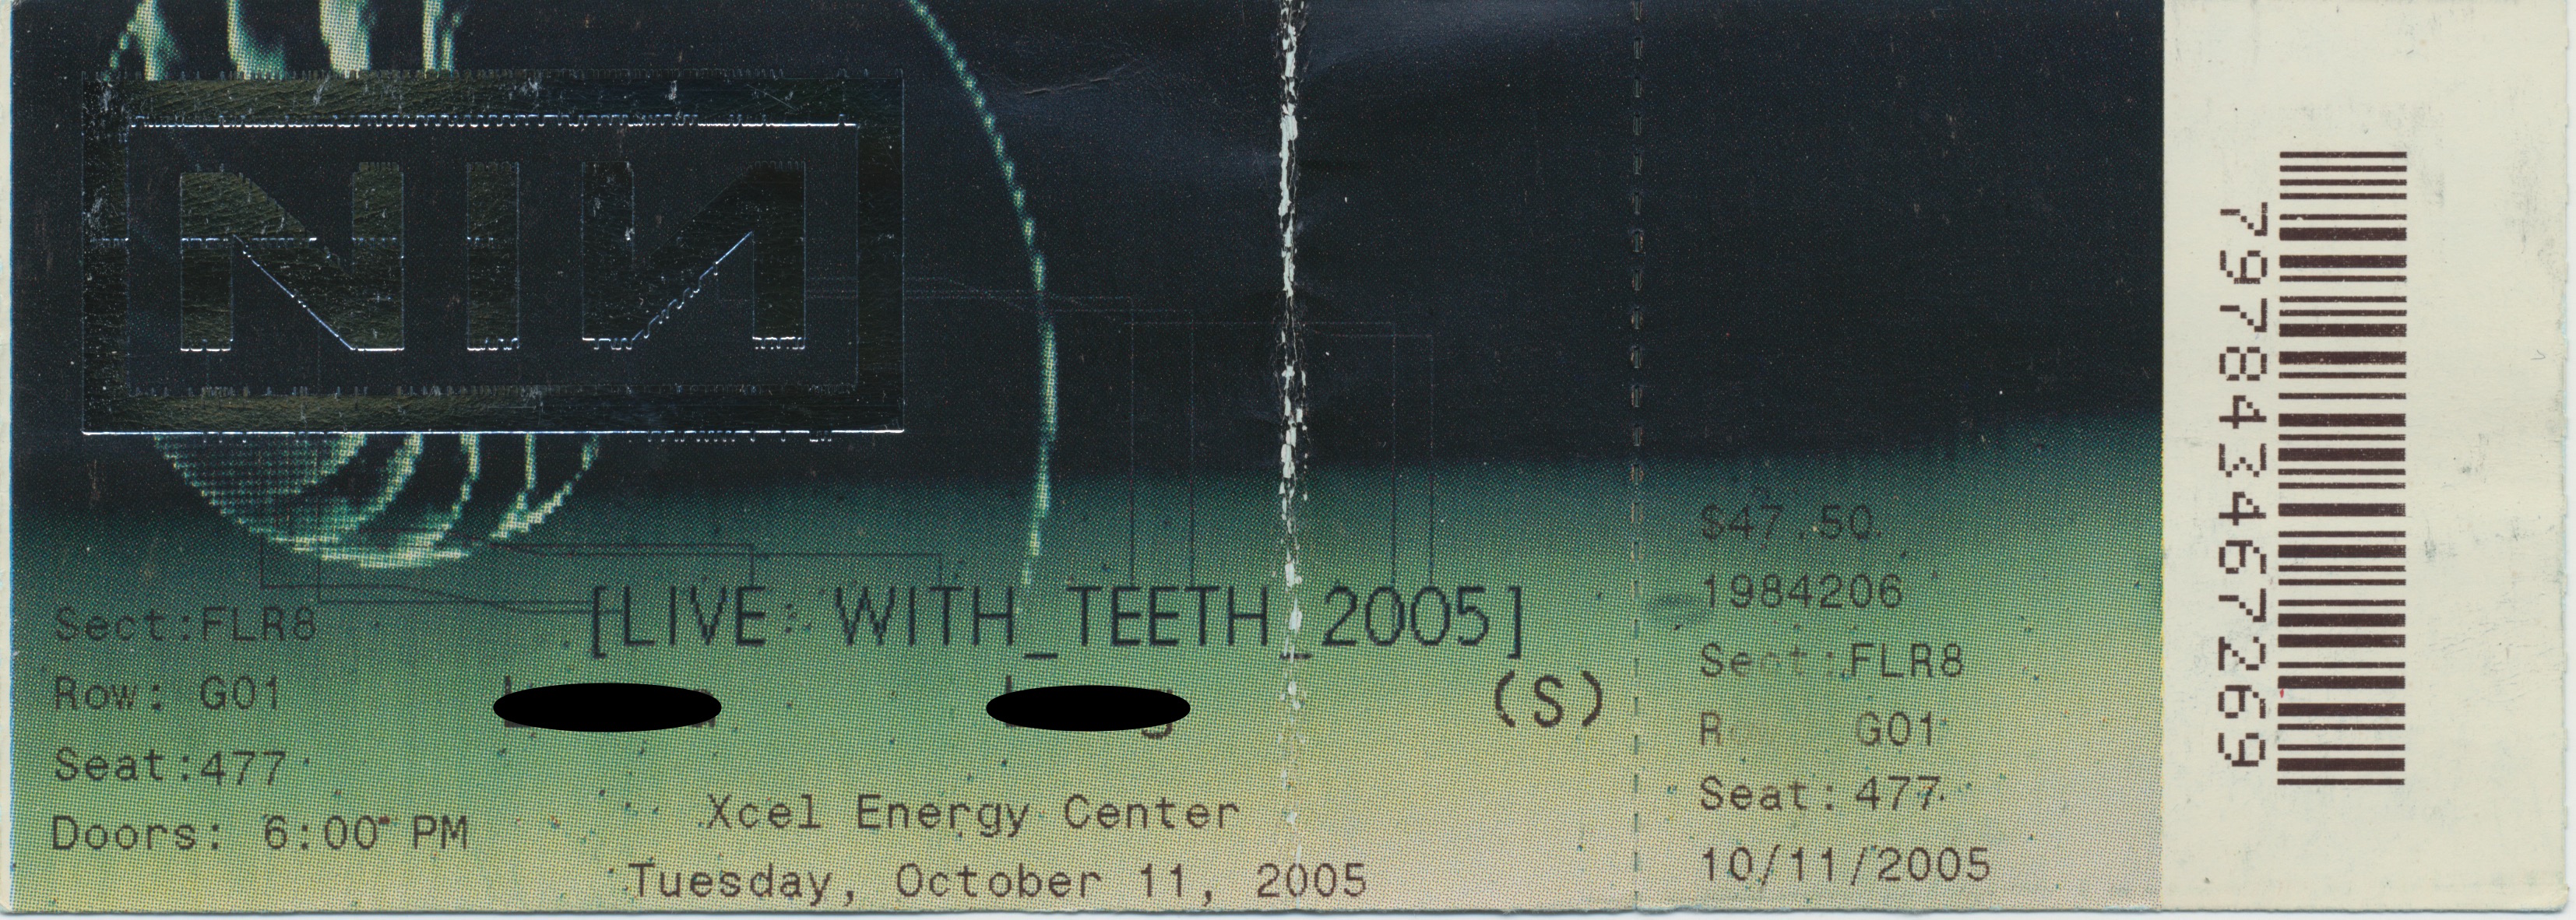 NIN
[LIVE: WITH_TEETH_2005]
Sect:FLR8
Row: G01
Seat:477
Doors: 6:00 PM
(S)
Xcel Energy Center
Tuesday, October 11, 2005
$47.50
1984206
Sect:FLR8
R G01
Seat: 477
10/11/2005
797843467269